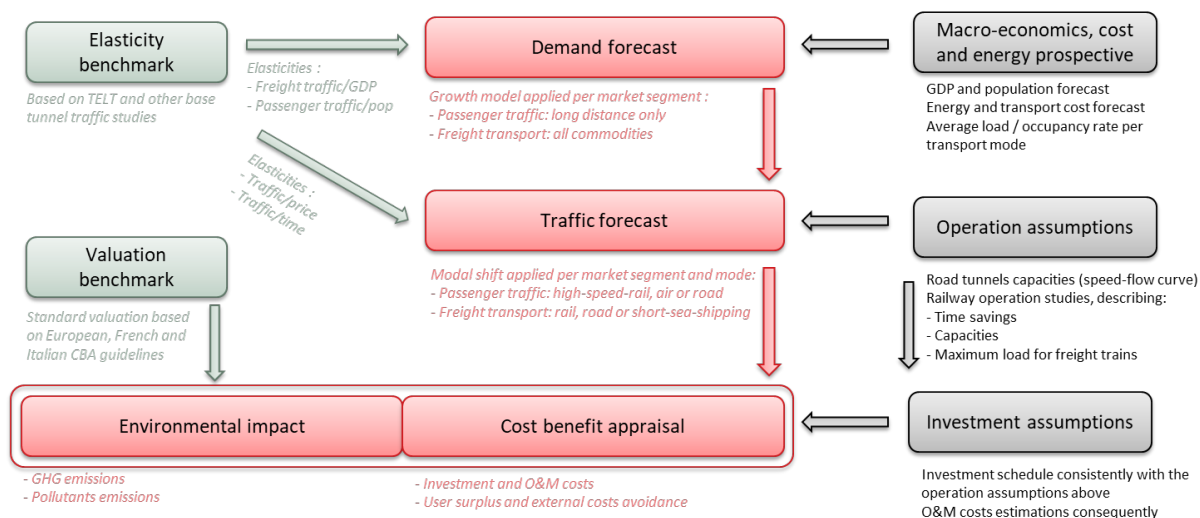 Elasticity
benchmark
Based on TELT and other base
tunnel traffic studies
Elasticities :
- Freight traffic/GDP
- Passenger traffic/pop
Demand forecast
Growth model applied per market segment :
- Passenger traffic: long distance only
- Freight transport: all commodities
Macro-economics, cost
and energy prospective
GDP and population forecast
Energy and transport cost forecast
Average load / occupancy rate per
transport mode
Elasticities :
- Traffic/price
- Traffic/time
Traffic forecast
Modal shift applied per market segment and mode:
- Passenger traffic: high-speed-rail, air or road
- Freight transport: rail, road or short-sea-shipping
Operation assumptions
Road tunnels capacities (speed-flow curve)
Railway operation studies, describing:
- Time savings
- Capacities
- Maximum load for freight trains
Valuation
benchmark
Standard valuation based
on European, French and
Italian CBA guidelines
Environmental impact
- GHG emissions
- Pollutants emissions
Cost benefit appraisal
- Investment and O&M costs
- User surplus and external costs avoidance
Investment assumptions
Investment schedule consistently with the
operation assumptions above
O&M costs estimations consequently